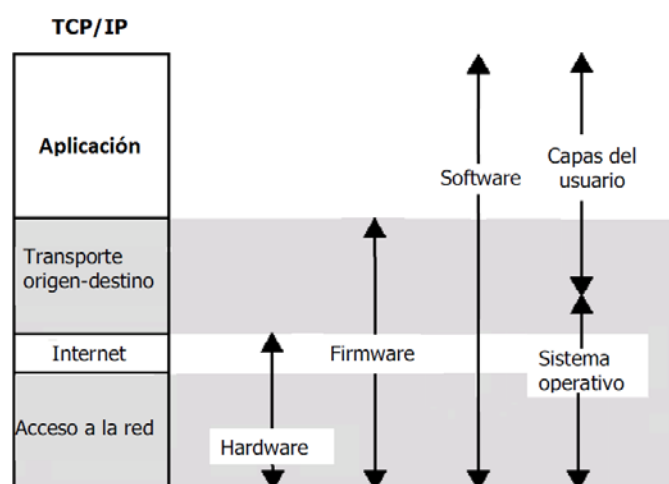 TCP/IP
Aplicación
Transporte
origen-destino
Internet
Acceso a la red
Hardware
Firmware
Software
Capas del
usuario
Sistema
operativo